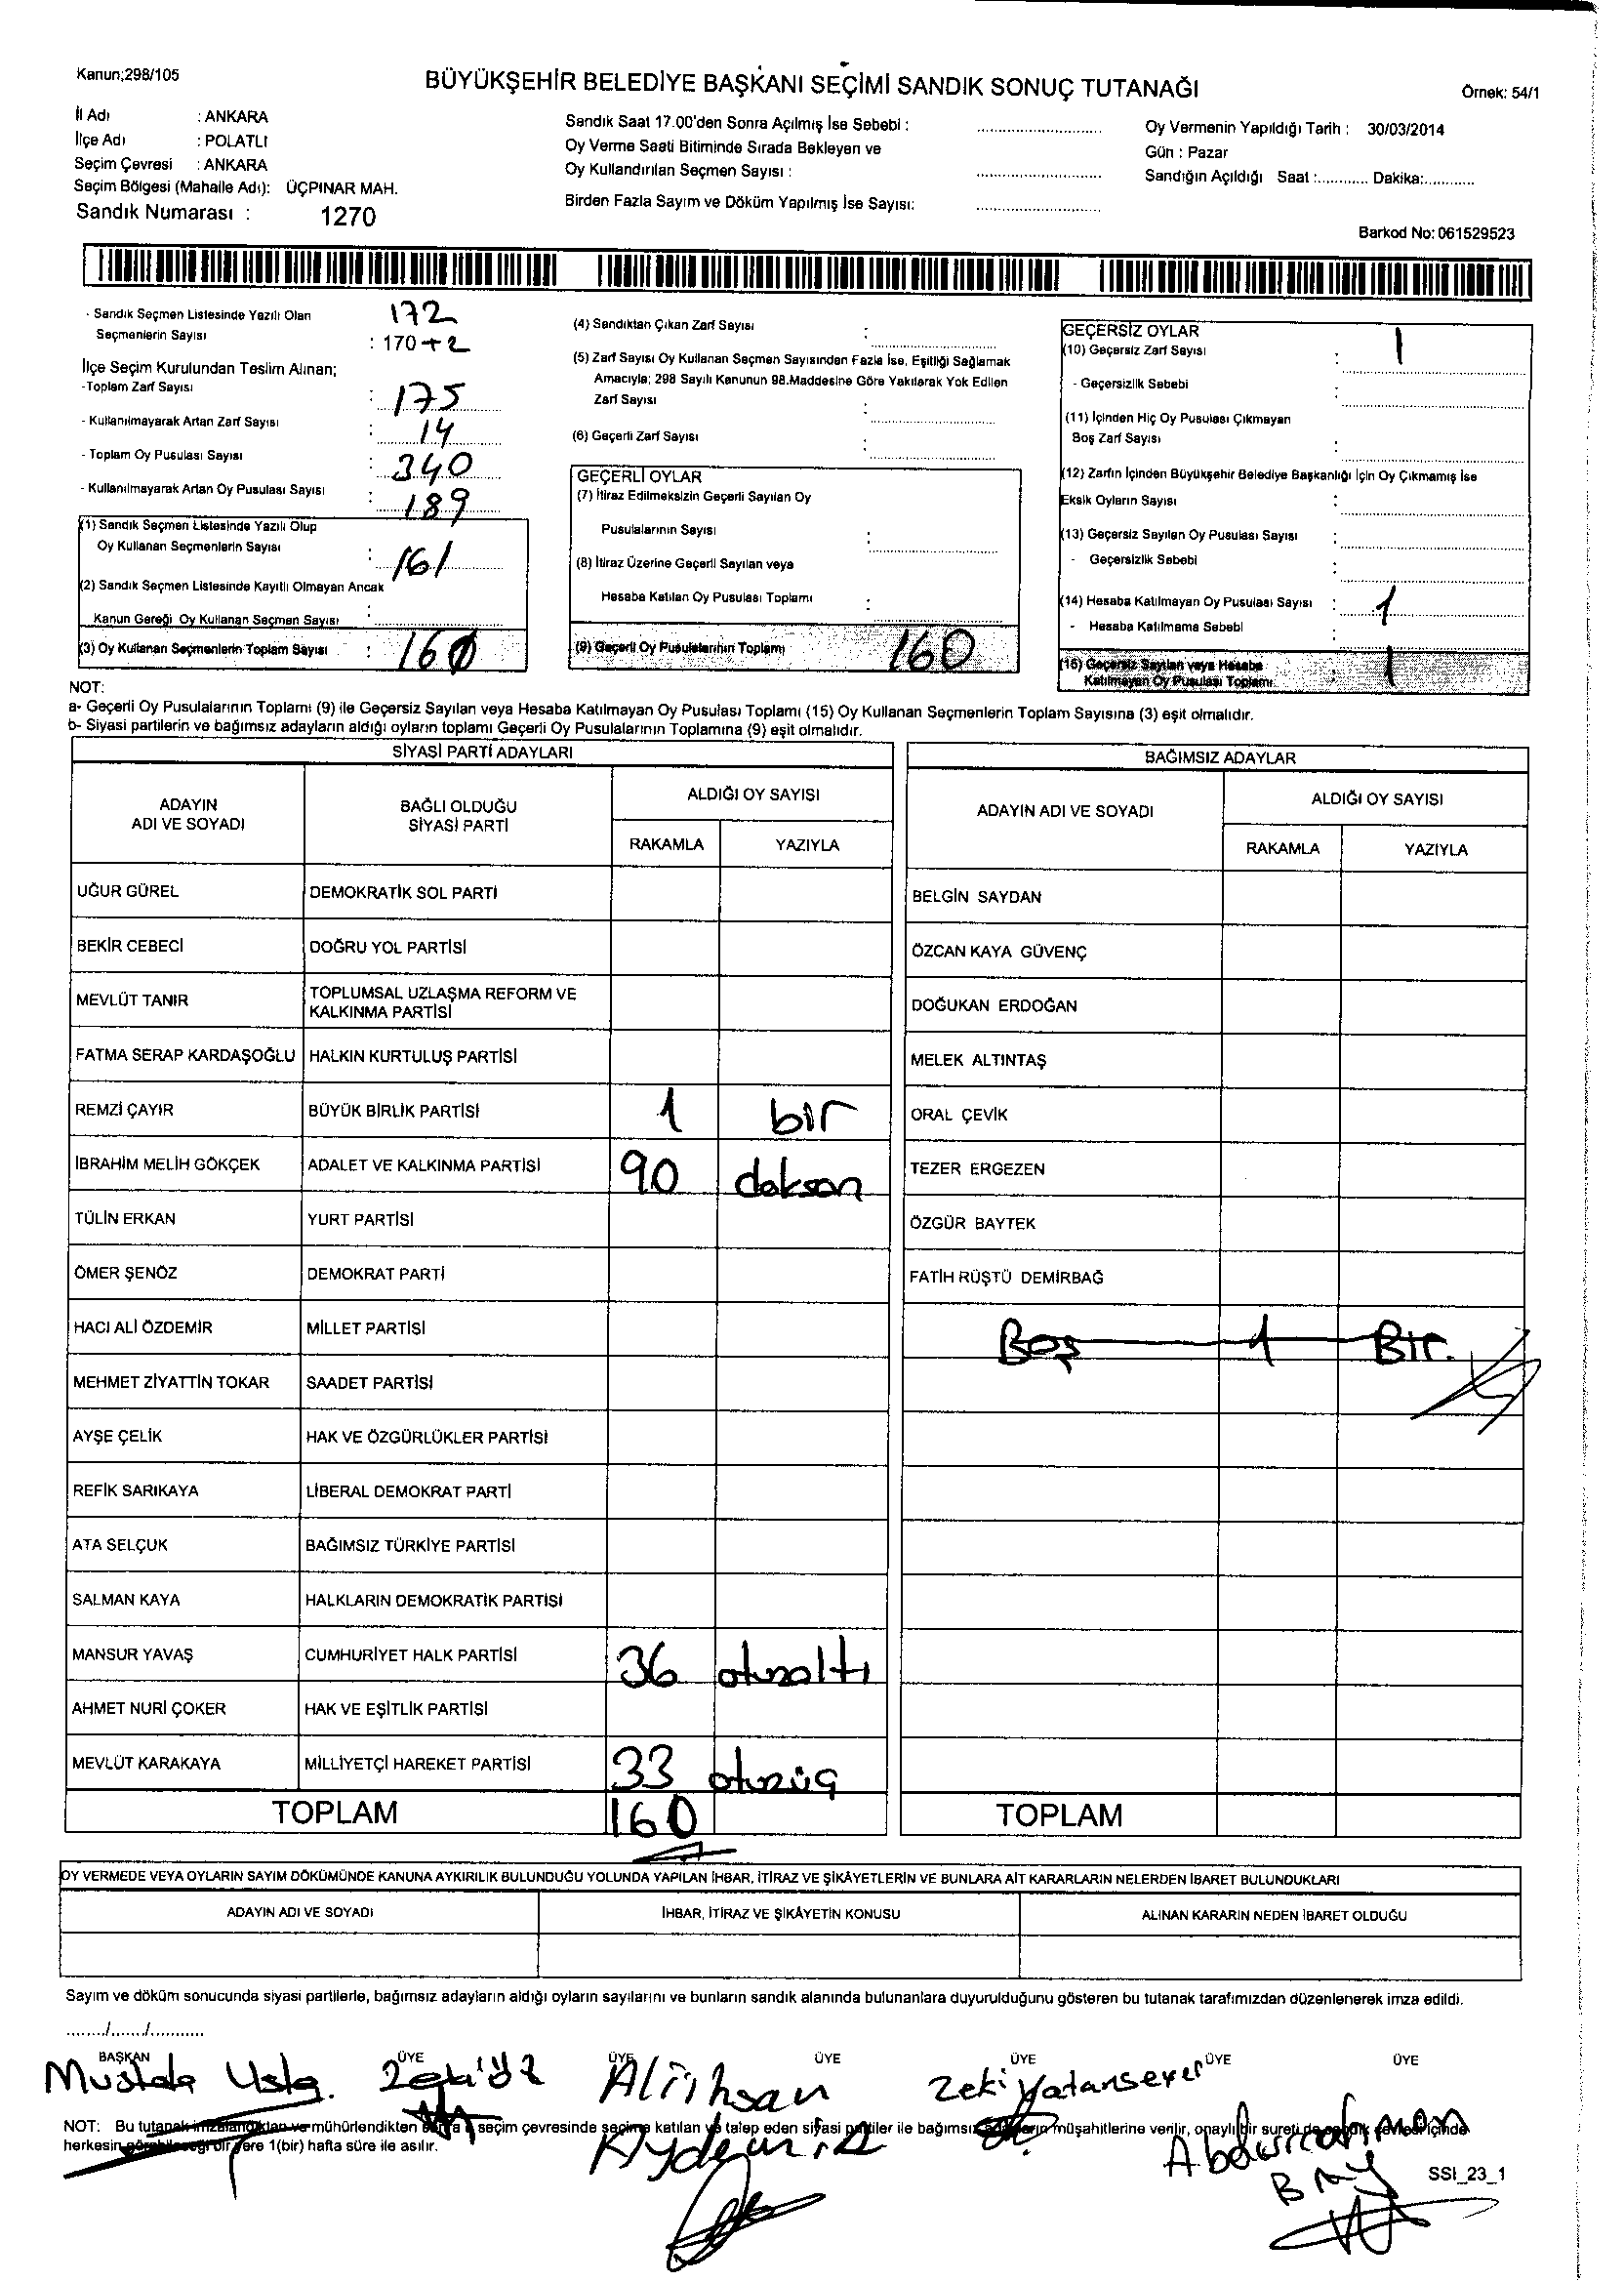 Kanun;298/105
BÜYÜKŞEHİR BELEDİYE BAŞKANI SEÇİMİ SANDIK SONUÇ TUTANAĞI
Örnek: 54/1
İl Adı : ANKARA
İlçe Adı : POLATLI
Seçim Çevresi : ANKARA
Seçim Bölgesi (Mahalle Adı): ÜÇPINAR MAH.
Sandık Numarası : 1270
Sandık Saat 17.00'den Sonra Açılmış İse Sebebi :
Oy Verme Saati Bitiminde Sırada Bekleyen ve
Oy Kullandırılan Seçmen Sayısı :
Birden Fazla Sayım ve Döküm Yapılmış İse Sayısı:
Oy Vermenin Yapıldığı Tarih : 30/03/2014
Gün : Pazar
Sandığın Açıldığı Saat :............ Dakika:............
Barkod No: 061529523
- Sandık Seçmen Listesinde Yazılı Olan 172
Seçmenlerin Sayısı : 170+2
İlçe Seçim Kurulundan Teslim Alınan;
-Toplam Zarf Sayısı : 175
- Kullanılmayarak Artan Zarf Sayısı : 14
- Toplam Oy Pusulası Sayısı : 340
- Kullanılmayarak Artan Oy Pusulası Sayısı : 189
(1) Sandık Seçmen Listesinde Yazılı Olup
Oy Kullanan Seçmenlerin Sayısı : 161
(2) Sandık Seçmen Listesinde Kayıtlı Olmayan Ancak
Kanun Gereği Oy Kullanan Seçmen Sayısı :
(3) Oy Kullanan Seçmenlerin Toplam Sayısı : 160
(4) Sandıktan Çıkan Zarf Sayısı :
(5) Zarf Sayısı Oy Kullanan Seçmen Sayısından Fazla İse, Eşitliği Sağlamak
Amacıyla; 298 Sayılı Kanunun 98.Maddesine Göre Yakılarak Yok Edilen
Zarf Sayısı :
(6) Geçerli Zarf Sayısı :
GEÇERLİ OYLAR
(7) İtiraz Edilmeksizin Geçerli Sayılan Oy
Pusulalarının Sayısı :
(8) İtiraz Üzerine Geçerli Sayılan veya
Hesaba Katılan Oy Pusulası Toplamı :
(9) Geçerli Oy Pusulalarının Toplamı 160
GEÇERSİZ OYLAR
(10) Geçersiz Zarf Sayısı : 1
- Geçersizlik Sebebi :
(11) İçinden Hiç Oy Pusulası Çıkmayan
Boş Zarf Sayısı :
(12) Zarfın İçinden Büyükşehir Belediye Başkanlığı İçin Oy Çıkmamış İse
Eksik Oyların Sayısı :
(13) Geçersiz Sayılan Oy Pusulası Sayısı :
- Geçersizlik Sebebi :
(14) Hesaba Katılmayan Oy Pusulası Sayısı : 1
- Hesaba Katılmama Sebebi :
(15) Geçersiz Sayılan veya Hesaba
Katılmayan Oy Pusulası Toplamı : 1
NOT:
a- Geçerli Oy Pusulalarının Toplamı (9) ile Geçersiz Sayılan veya Hesaba Katılmayan Oy Pusulası Toplamı (15) Oy Kullanan Seçmenlerin Toplam Sayısına (3) eşit olmalıdır.
b- Siyasi partilerin ve bağımsız adayların aldığı oyların toplamı Geçerli Oy Pusulalarının Toplamına (9) eşit olmalıdır.
SİYASİ PARTİ ADAYLARI
ADAYIN ADI VE SOYADI
BAĞLI OLDUĞU SİYASİ PARTİ
ALDIĞI OY SAYISI
RAKAMLA YAZIYLA
UĞUR GÜREL DEMOKRATİK SOL PARTİ
BEKİR CEBECİ DOĞRU YOL PARTİSİ
MEVLÜT TANIR TOPLUMSAL UZLAŞMA REFORM VE KALKINMA PARTİSİ
FATMA SERAP KARDAŞOĞLU HALKIN KURTULUŞ PARTİSİ
REMZİ ÇAYIR BÜYÜK BİRLİK PARTİSİ 1 bir
İBRAHİM MELİH GÖKÇEK ADALET VE KALKINMA PARTİSİ 90 doksan
TÜLİN ERKAN YURT PARTİSİ
ÖMER ŞENÖZ DEMOKRAT PARTİ
HACI ALİ ÖZDEMİR MİLLET PARTİSİ
MEHMET ZİYATTİN TOKAR SAADET PARTİSİ
AYŞE ÇELİK HAK VE ÖZGÜRLÜKLER PARTİSİ
REFİK SARIKAYA LİBERAL DEMOKRAT PARTİ
ATA SELÇUK BAĞIMSIZ TÜRKİYE PARTİSİ
SALMAN KAYA HALKLARIN DEMOKRATİK PARTİSİ
MANSUR YAVAŞ CUMHURİYET HALK PARTİSİ 36 otuzaltı
AHMET NURİ ÇOKER HAK VE EŞİTLİK PARTİSİ
MEVLÜT KARAKAYA MİLLİYETÇİ HAREKET PARTİSİ 33 otuzüç
TOPLAM 160
BAĞIMSIZ ADAYLAR
ADAYIN ADI VE SOYADI
ALDIĞI OY SAYISI
RAKAMLA YAZIYLA
BELGİN SAYDAN
ÖZCAN KAYA GÜVENÇ
DOĞUKAN ERDOĞAN
MELEK ALTINTAŞ
ORAL ÇEVİK
TEZER ERGEZEN
ÖZGÜR BAYTEK
FATİH RÜŞTÜ DEMİRBAĞ
Boş 1 Bir.
TOPLAM
OY VERMEDE VEYA OYLARIN SAYIM DÖKÜMÜNDE KANUNA AYKIRILIK BULUNDUĞU YOLUNDA YAPILAN İHBAR, İTİRAZ VE ŞİKÂYETLERİN VE BUNLARA AİT KARARLARIN NELERDEN İBARET BULUNDUKLARI
ADAYIN ADI VE SOYADI İHBAR, İTİRAZ VE ŞİKÂYETİN KONUSU ALINAN KARARIN NEDEN İBARET OLDUĞU
Sayım ve döküm sonucunda siyasi partilerle, bağımsız adayların aldığı oyların sayılarını ve bunların sandık alanında bulunanlara duyurulduğunu gösteren bu tutanak tarafımızdan düzenlenerek imza edildi.
......../......./...........
BAŞKAN ÜYE ÜYE ÜYE ÜYE ÜYE ÜYE
Mustafa Usta. Zeki Alİihsan Zeki Vatansever
NOT: Bu tutanak imzalandıktan ve mühürlendikten sonra seçim çevresinde seçime katılan ve talep eden siyasi partiler ile bağımsız adayların müşahitlerine verilir, onaylı bir sureti de sandık çevresi içinde
herkesin görebileceği bir yere 1(bir) hafta süre ile asılır.
Aydemir Abdurrahman
SSI_23_1